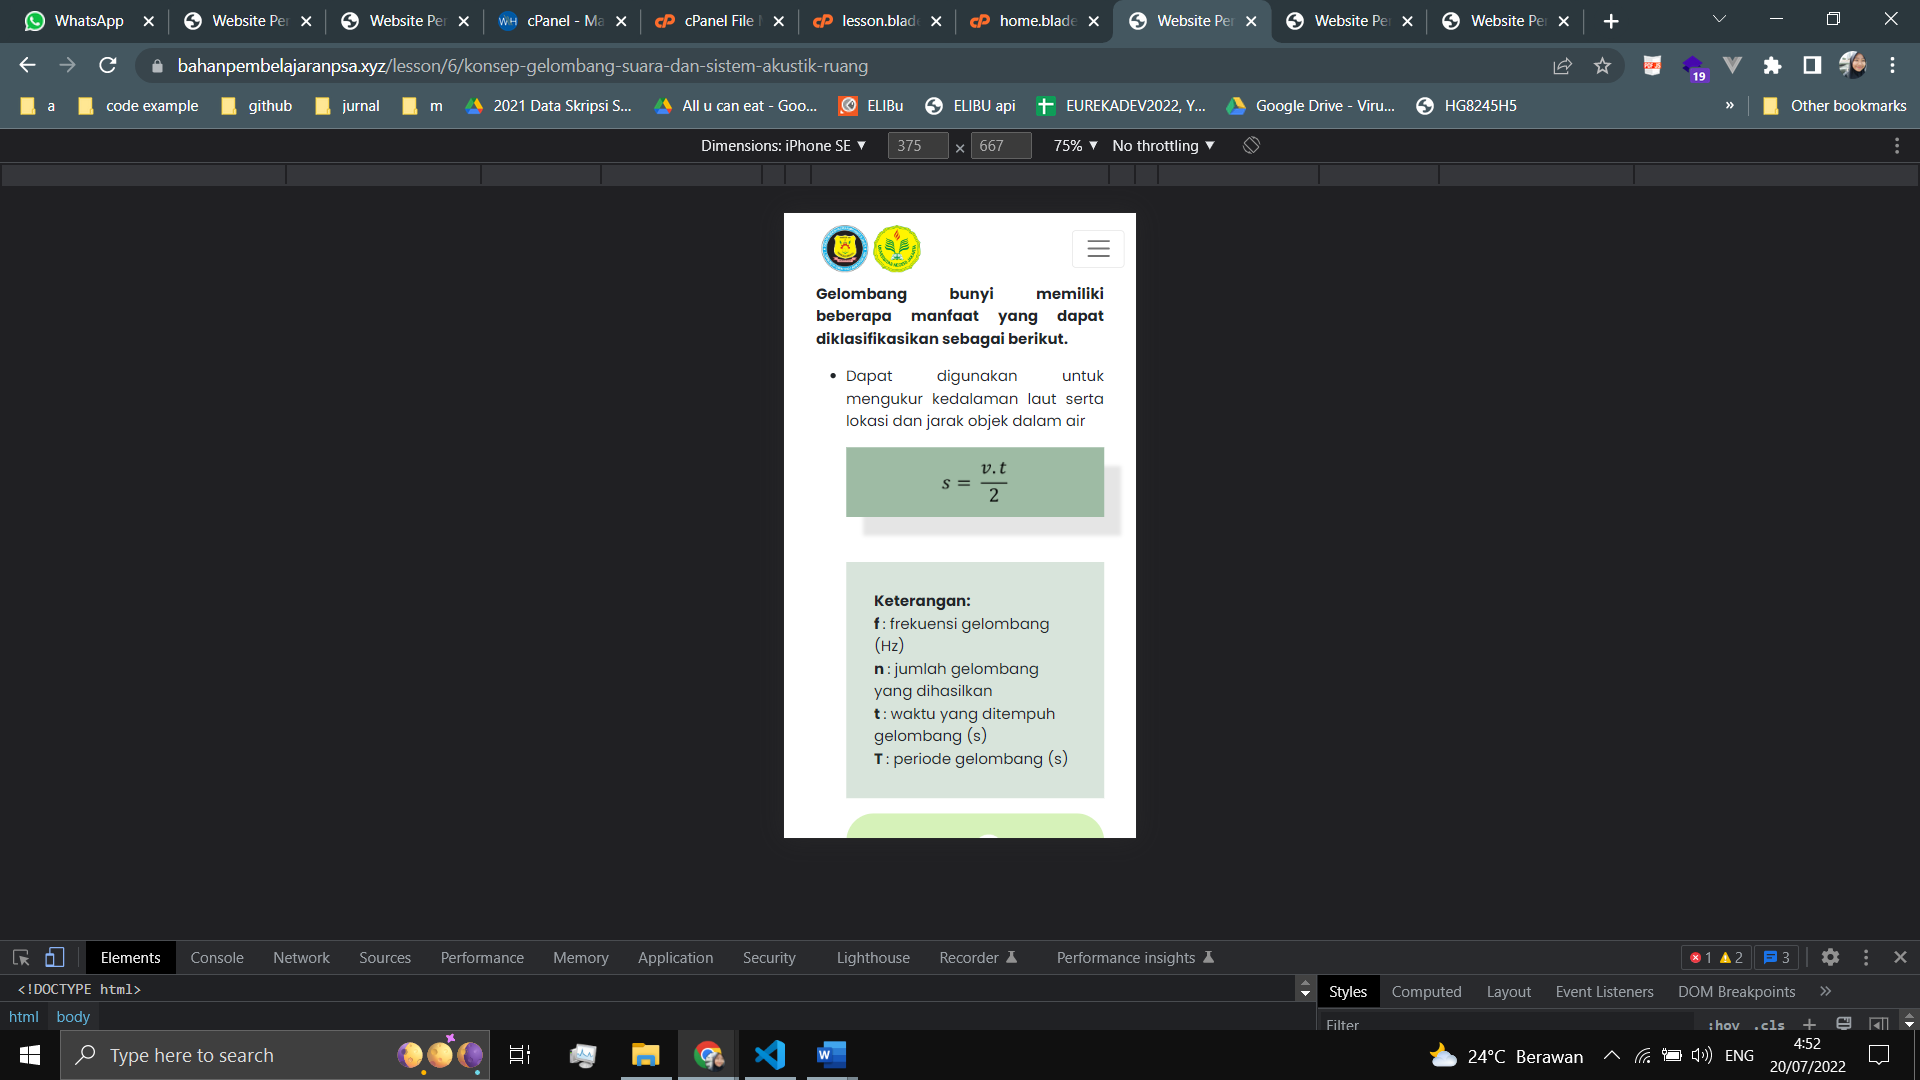 WhatsApp
Website Per
Website Per
cPanel - Ma
cPanel File M
lesson.blade
home.blade
Website Per
Website Per
Website Per
bahanpembelajaranpsa.xyz/lesson/6/konsep-gelombang-suara-dan-sistem-akustik-ruang
19
a
code example
github
jurnal
m
2021 Data Skripsi S...
All u can eat - Goo...
ELIBu
ELIBU api
EUREKADEV2022, Y...
Google Drive - Viru...
HG8245H5
»
Other bookmarks
Dimensions: iPhone SE ▼ 375 × 667 75% ▼ No throttling ▼
Gelombang bunyi memiliki
beberapa manfaat yang dapat
diklasifikasikan sebagai berikut.
• Dapat digunakan untuk
mengukur kedalaman laut serta
lokasi dan jarak objek dalam air
s = v.t / 2
Keterangan:
f : frekuensi gelombang
(Hz)
n : jumlah gelombang
yang dihasilkan
t : waktu yang ditempuh
gelombang (s)
T : periode gelombang (s)
Elements Console Network Sources Performance Memory Application Security Lighthouse Recorder Performance insights
1 2 3
<!DOCTYPE html>
html body
Styles Computed Layout Event Listeners DOM Breakpoints »
Filter :hov .cls +
Type here to search
24°C Berawan
ENG
4:52
20/07/2022